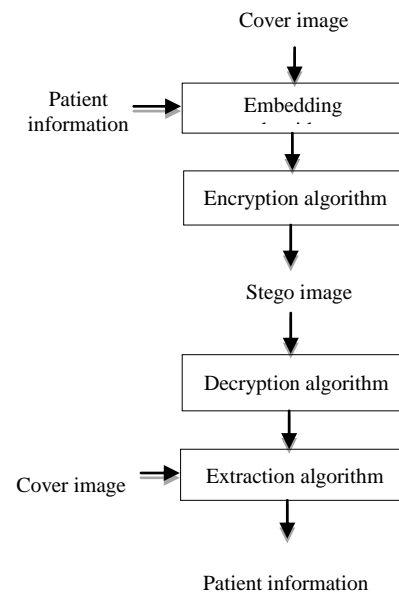 Cover image
Patient
information
Embedding
Encryption algorithm
Stego image
Decryption algorithm
Cover image
Extraction algorithm
Patient information